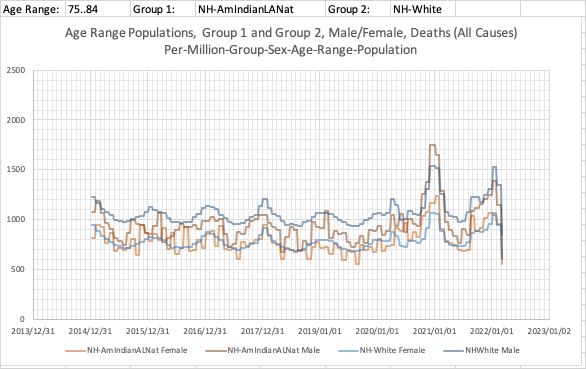 Age Range: 75..84 Group 1: NH-AmIndianLANat Group 2: NH-White
Age Range Populations, Group 1 and Group 2, Male/Female, Deaths (All Causes)
Per-Million-Group-Sex-Age-Range-Population
2500
2000
1500
1000
500
0
2013/12/31 2014/12/31 2015/12/31 2016/12/31 2017/12/31 2019/01/01 2020/01/01 2021/01/01 2022/01/01 2023/01/01
NH-AmIndianALNat Female NH-AmIndianALNat Male NH-White Female NHWhite Male